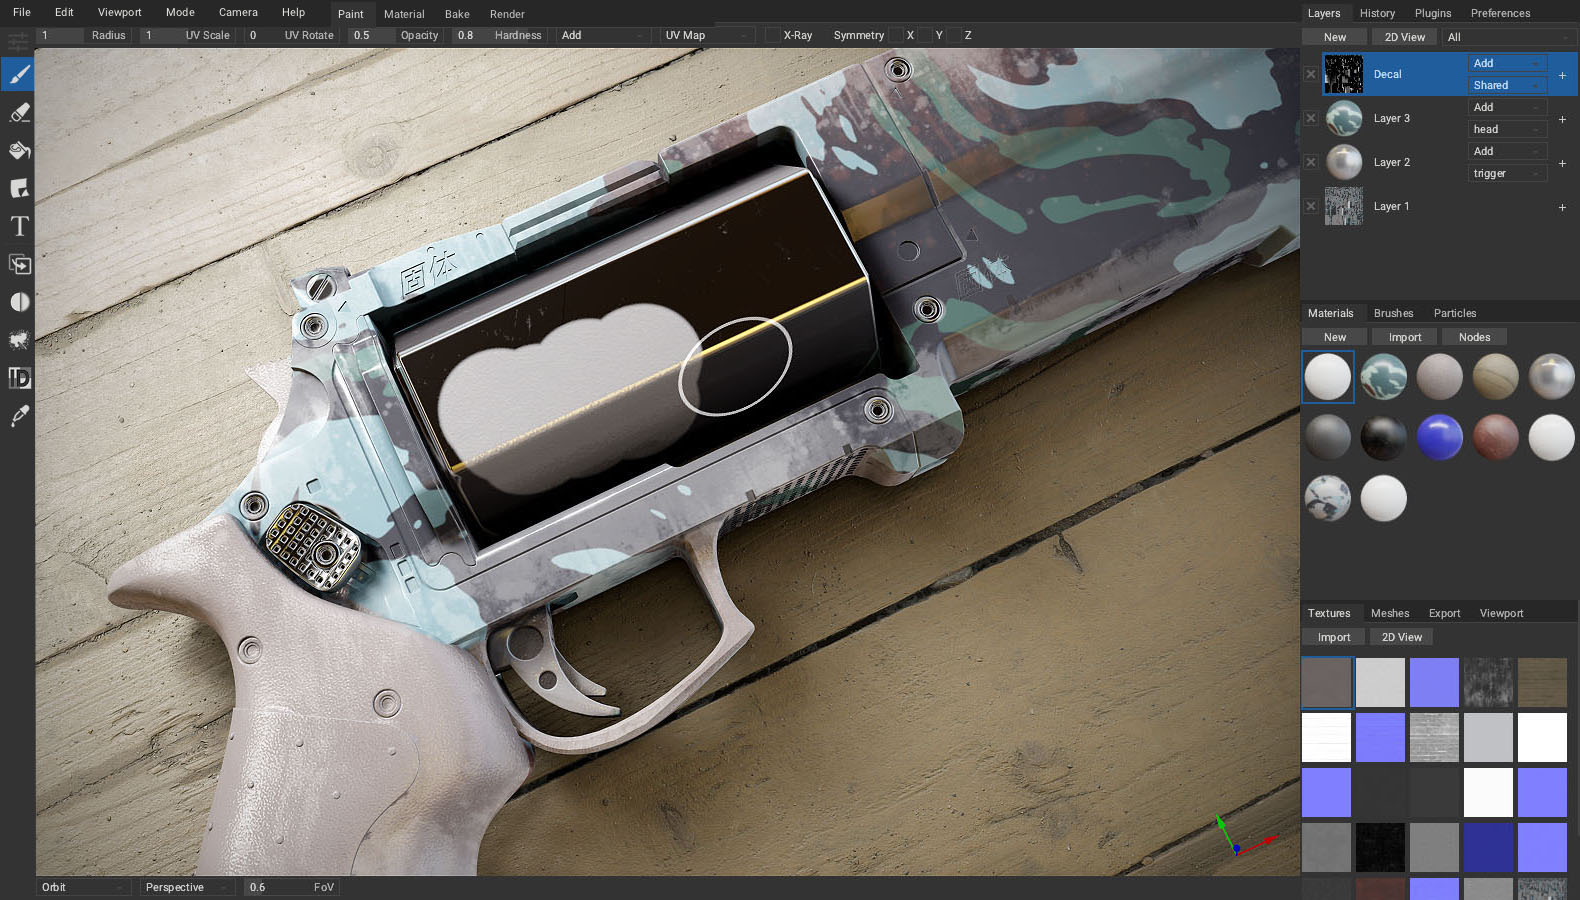 File Edit Viewport Mode Camera Help Paint Material Bake Render
1 Radius 1 UV Scale 0 UV Rotate 0.5 Opacity 0.8 Hardness Add UV Map X-Ray Symmetry X Y Z
Layers History Plugins Preferences
New 2D View All
Decal Add
Shared
Layer 3 Add
head
Layer 2 Add
trigger
Layer 1
固体
固体
Materials Brushes Particles
New Import Nodes
T
ID
Textures Meshes Export Viewport
Import 2D View
Orbit Perspective 0.6 FoV